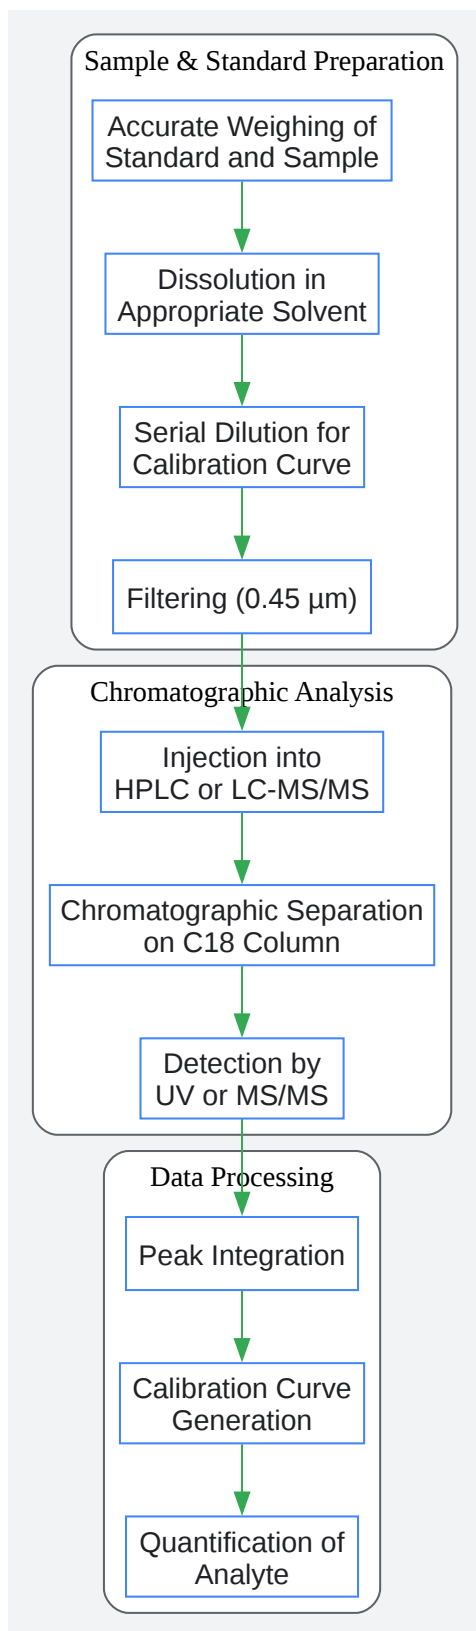 Sample & Standard Preparation
Accurate Weighing of
Standard and Sample
Dissolution in
Appropriate Solvent
Serial Dilution for
Calibration Curve
Filtering (0.45 µm)
Chromatographic Analysis
Injection into
HPLC or LC-MS/MS
Chromatographic Separation
on C18 Column
Detection by
UV or MS/MS
Data Processing
Peak Integration
Calibration Curve
Generation
Quantification of
Analyte